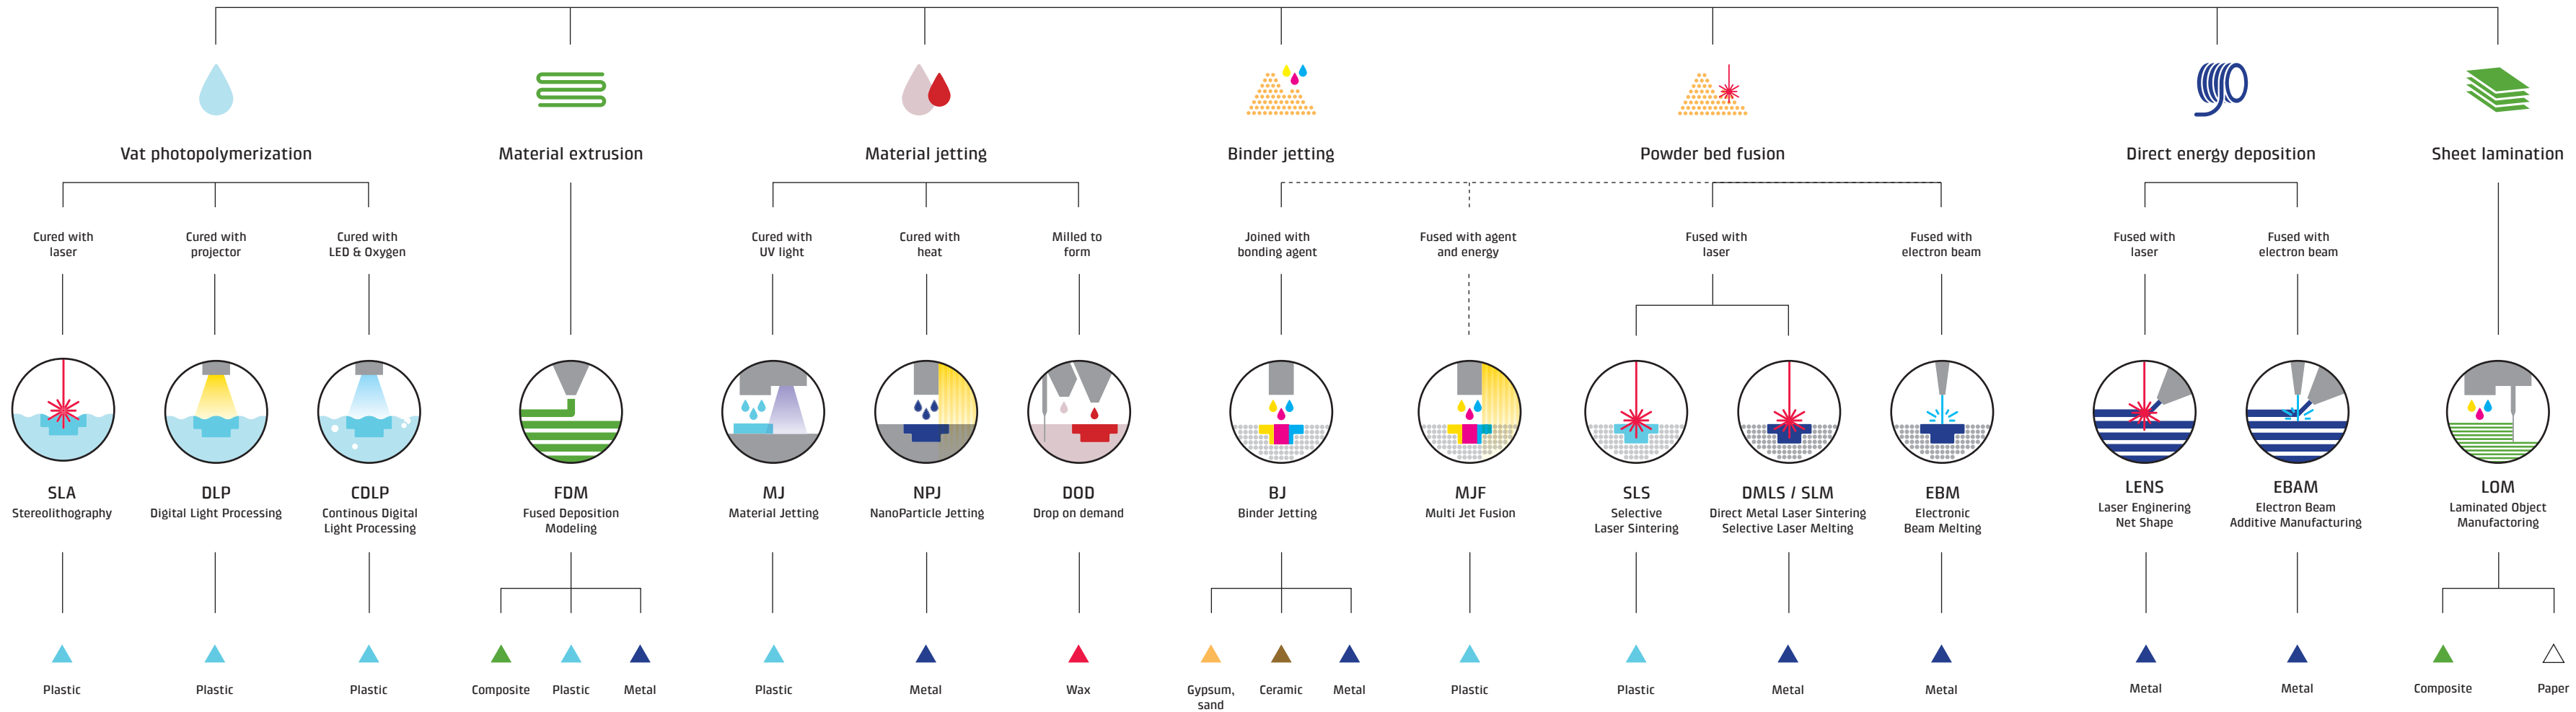 Vat photopolymerization
Material extrusion
Material jetting
Binder jetting
Powder bed fusion
Direct energy deposition
Sheet lamination
Cured with
laser
Cured with
projector
Cured with
LED & Oxygen
Cured with
UV light
Cured with
heat
Milled to
form
Joined with
bonding agent
Fused with agent
and energy
Fused with
laser
Fused with
electron beam
Fused with
laser
Fused with
electron beam
SLA
Stereolithography
DLP
Digital Light Processing
CDLP
Continous Digital
Light Processing
FDM
Fused Deposition
Modeling
MJ
Material Jetting
NPJ
NanoParticle Jetting
DOD
Drop on demand
BJ
Binder Jetting
MJF
Multi Jet Fusion
SLS
Selective
Laser Sintering
DMLS / SLM
Direct Metal Laser Sintering
Selective Laser Melting
EBM
Electronic
Beam Melting
LENS
Laser Enginering
Net Shape
EBAM
Electron Beam
Additive Manufacturing
LOM
Laminated Object
Manufactoring
Plastic
Plastic
Plastic
Composite
Plastic
Metal
Plastic
Metal
Wax
Gypsum,
sand
Ceramic
Metal
Plastic
Plastic
Metal
Metal
Metal
Metal
Composite
Paper